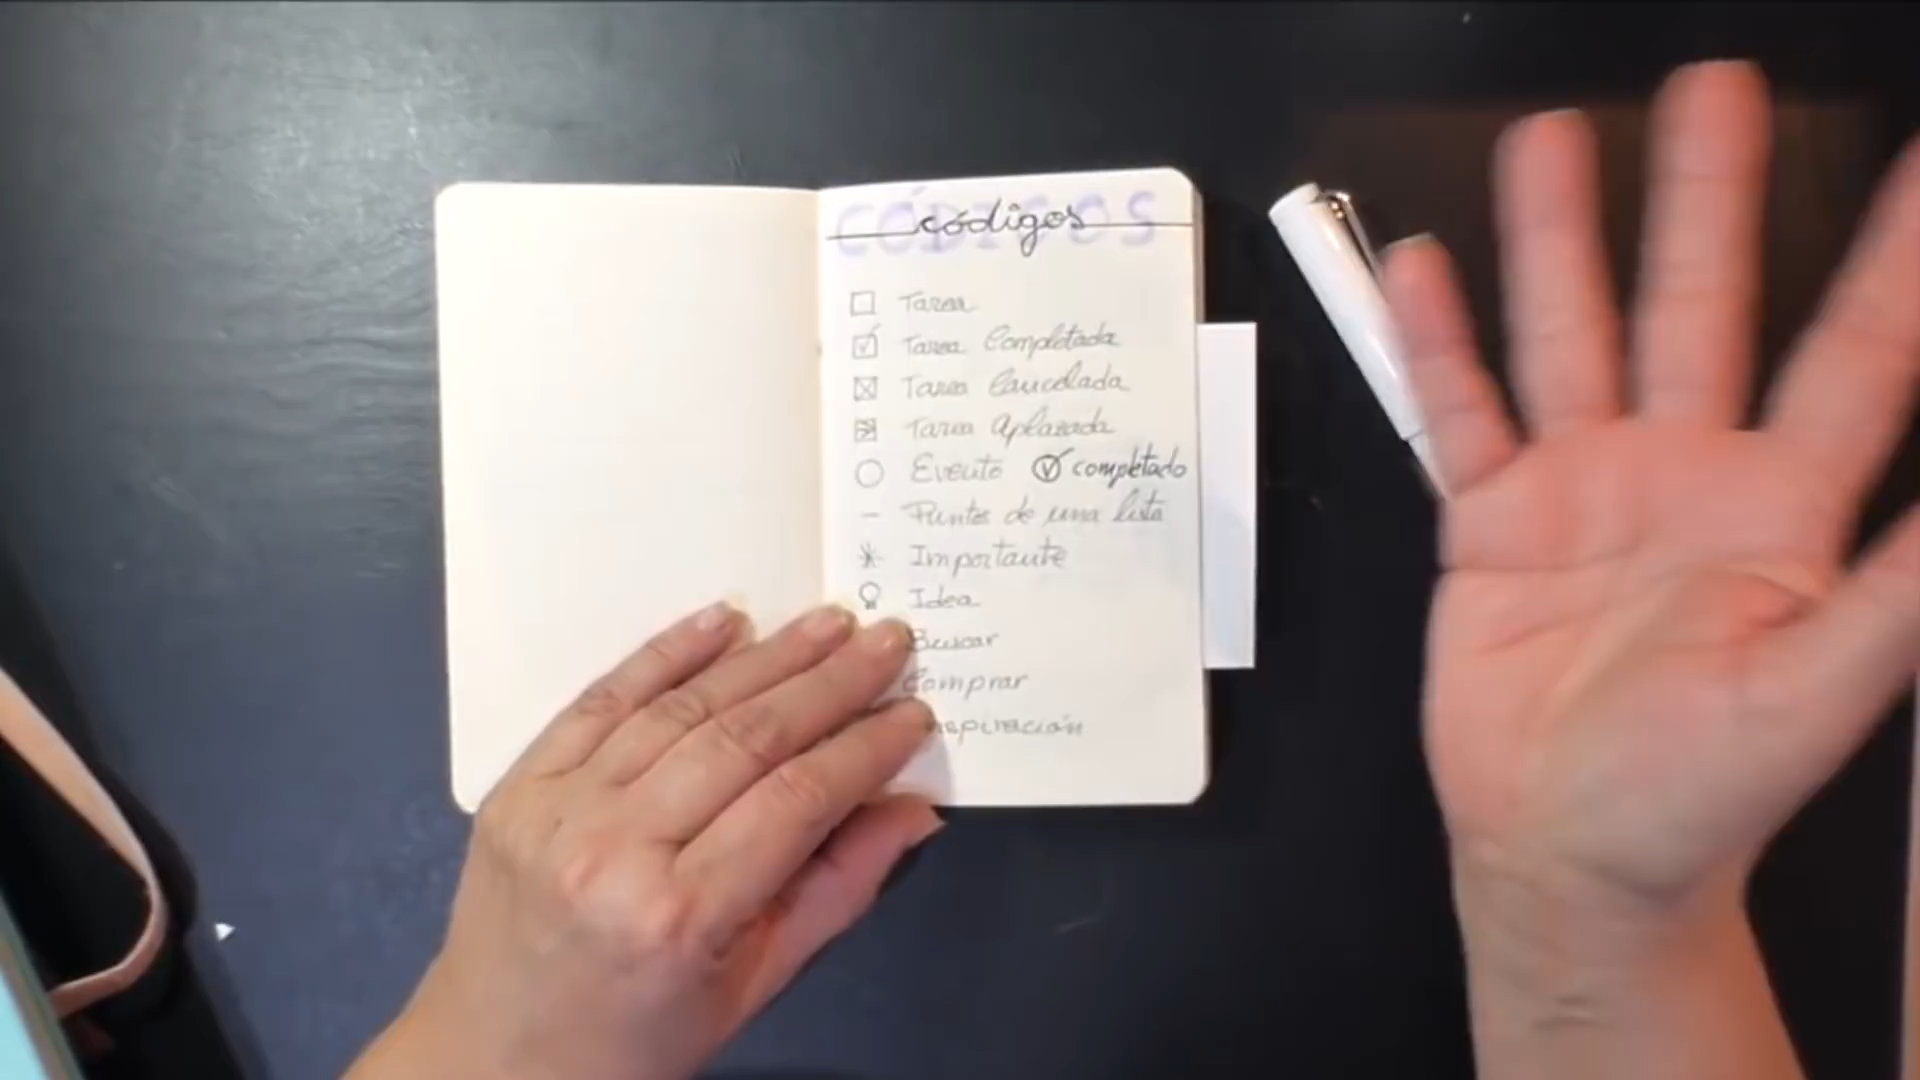 CÓDIGOS
códigos
Tarea
Tarea Completada
Tarea Cancelada
Tarea Aplazada
Evento completado
Puntos de una lista
Importante
Idea
Buscar
Comprar
nspiración